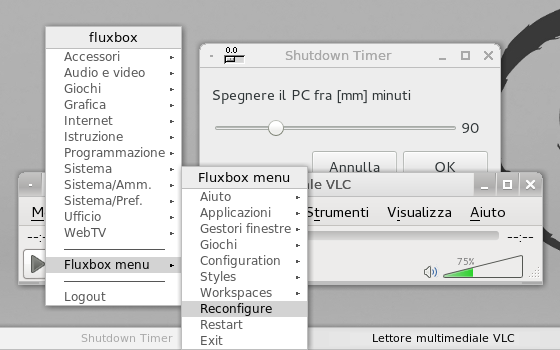 fluxbox
Accessori
Audio e video
Giochi
Grafica
Internet
Istruzione
Programmazione
Sistema
Sistema/Amm.
Sistema/Pref.
Ufficio
WebTV
Fluxbox menu
Logout
Fluxbox menu
Aiuto
Applicazioni
Gestori finestre
Giochi
Configuration
Styles
Workspaces
Reconfigure
Restart
Exit
0.0
Shutdown Timer
Spegnere il PC fra [mm] minuti
90
Annulla
OK
VLC
Strumenti
Visualizza
Aiuto
--:--
75%
Shutdown Timer
Lettore multimediale VLC